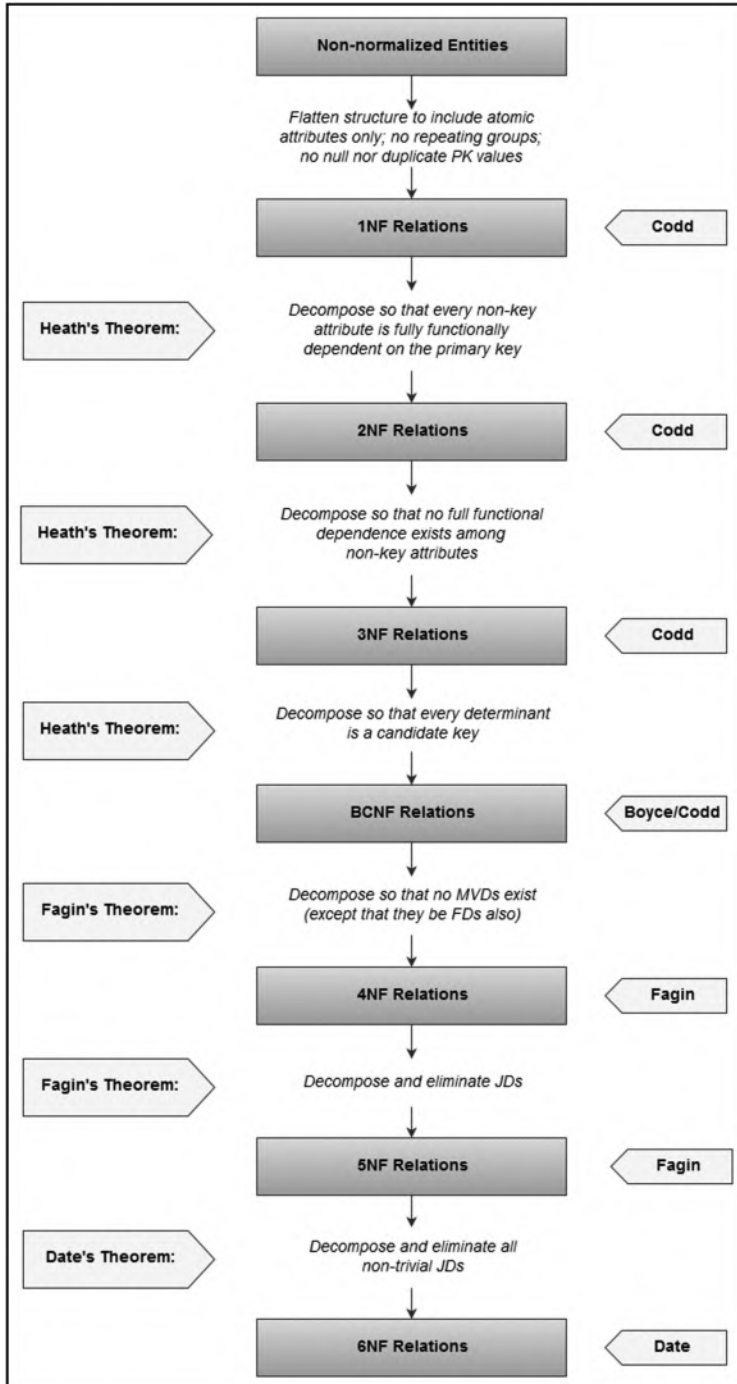 Non-normalized Entities
Flatten structure to include atomic
attributes only; no repeating groups;
no null nor duplicate PK values
1NF Relations
Codd
Heath's Theorem:
Decompose so that every non-key
attribute is fully functionally
dependent on the primary key
2NF Relations
Codd
Heath's Theorem:
Decompose so that no full functional
dependence exists among
non-key attributes
3NF Relations
Codd
Heath's Theorem:
Decompose so that every determinant
is a candidate key
BCNF Relations
Boyce/Codd
Fagin's Theorem:
Decompose so that no MVDs exist
(except that they be FDs also)
4NF Relations
Fagin
Fagin's Theorem:
Decompose and eliminate JDs
5NF Relations
Fagin
Date's Theorem:
Decompose and eliminate all
non-trivial JDs
6NF Relations
Date